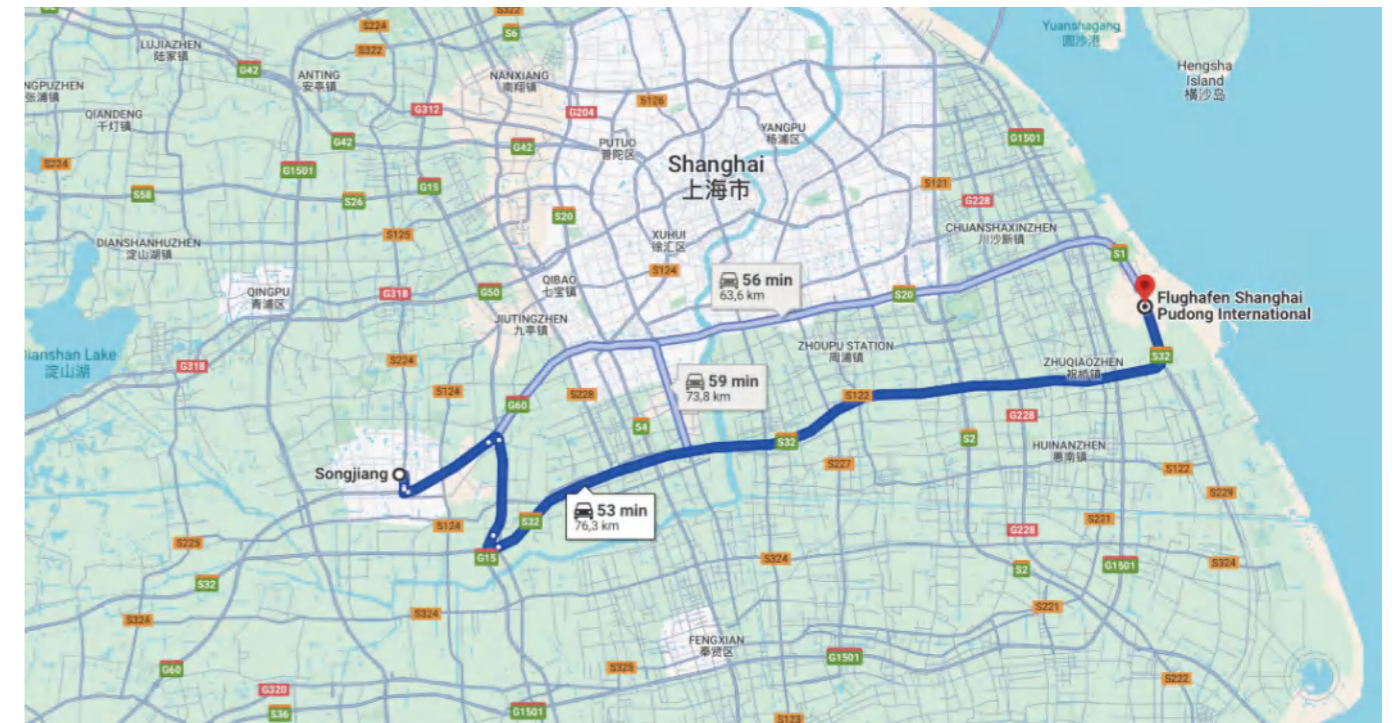 S224
S6
Yuanshagang
圆沙港
LUJIAZHEN
陆家镇
S322
G42
ANTING
安亭镇
NANXIANG
南翔镇
Hengsha
Island
横沙岛
NGPUZHEN
张浦镇
QIANDENG
千灯镇
G312
G204
S126
YANGPU
杨浦区
G1501
G42
G42
PUTUO
普陀区
S224
G1501
Shanghai
上海市
G15
S121
S58
S26
G228
S20
S125
XUHUI
徐汇区
CHUANSHAXINZHEN
川沙新镇
DIANSHANHUZHEN
淀山湖镇
S1
S124
QIBAO
七宝镇
56 min
63,6 km
QINGPU
青浦区
G318
G50
S20
Flughafen Shanghai
Pudong International
JIUTINGZHEN
九亭镇
ianshan Lake
淀山湖
S224
ZHOUPU STATION
周浦镇
S32
G318
ZHUQIAOZHEN
祝桥镇
59 min
73,8 km
S124
S228
S122
G60
G228
S4
S32
S2
HUINANZHEN
惠南镇
Songjiang
S227
S122
S229
53 min
76,3 km
S32
S221
S124
G228
S225
G15
S324
S2
G1501
S324
S32
S324
S324
S221
FENGXIAN
奉贤区
G60
S325
G1501
S222
G320
S36
G1501
S123